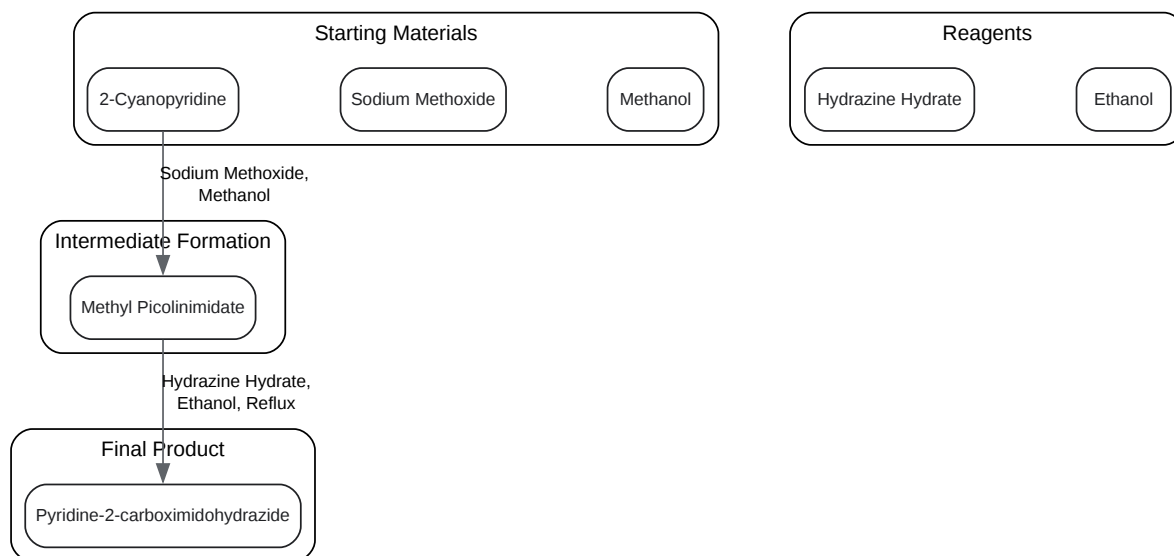 Starting Materials
2-Cyanopyridine
Sodium Methoxide
Methanol
Reagents
Hydrazine Hydrate
Ethanol
Sodium Methoxide,
Methanol
Intermediate Formation
Methyl Picolinimidate
Hydrazine Hydrate,
Ethanol, Reflux
Final Product
Pyridine-2-carboximidohydrazide